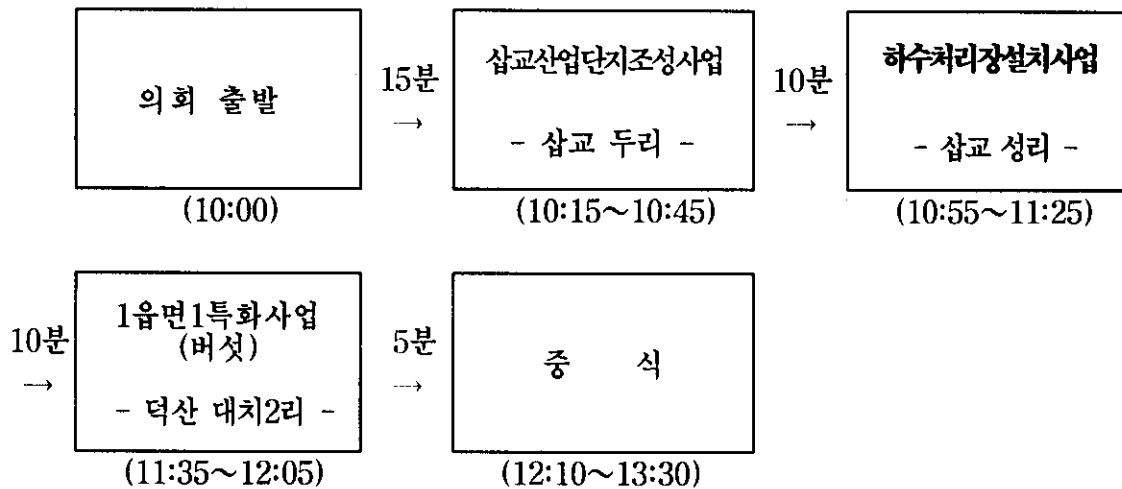 의회 출발
(10:00)
15분
→
삽교산업단지조성사업
- 삽교 두리 -
(10:15～10:45)
10분
→
하수처리장설치사업
- 삽교 성리 -
(10:55～11:25)
10분
→
1읍면1특화사업
(버섯)
- 덕산 대치2리 -
(11:35～12:05)
5분
→
중 식
(12:10～13:30)